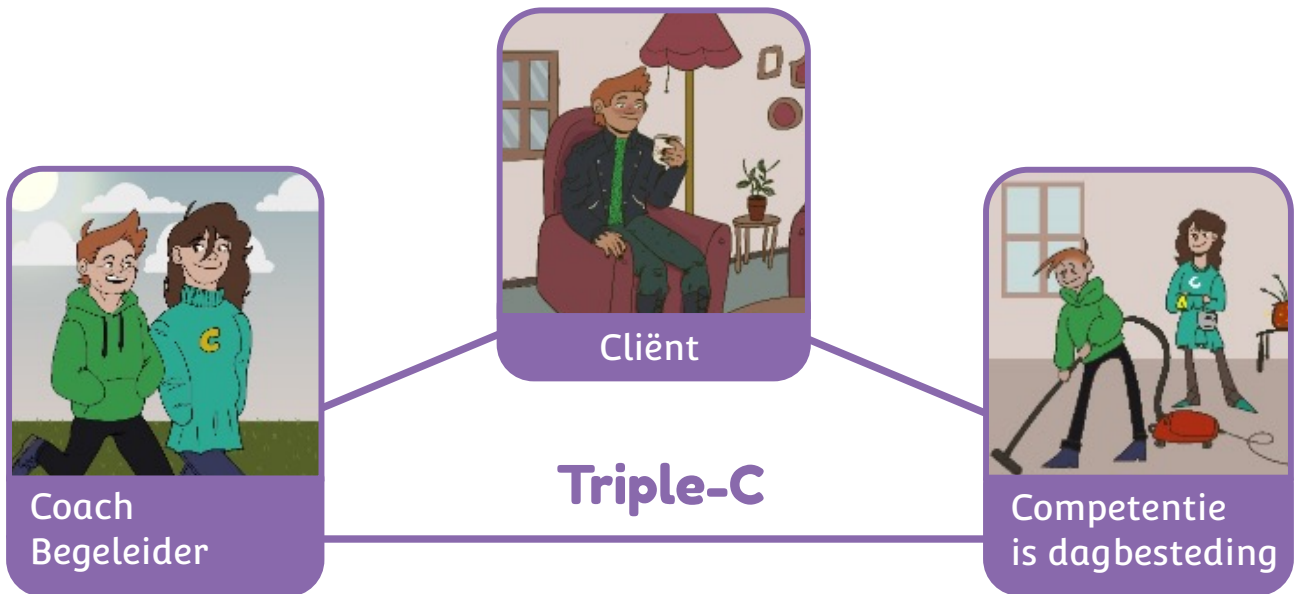 Cliënt
Triple-C
Coach
Begeleider
Competentie
is dagbesteding
C